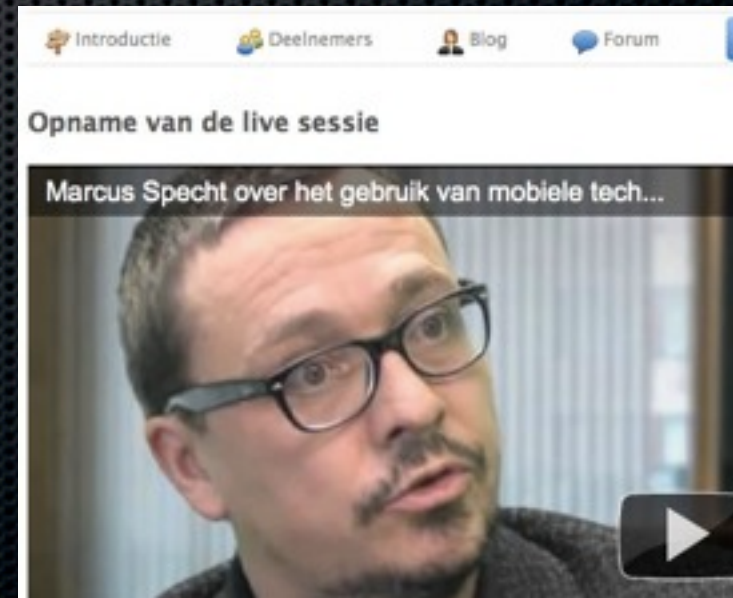 Introductie Deelnemers Blog Forum
Opname van de live sessie
Marcus Specht over het gebruik van mobiele tech...